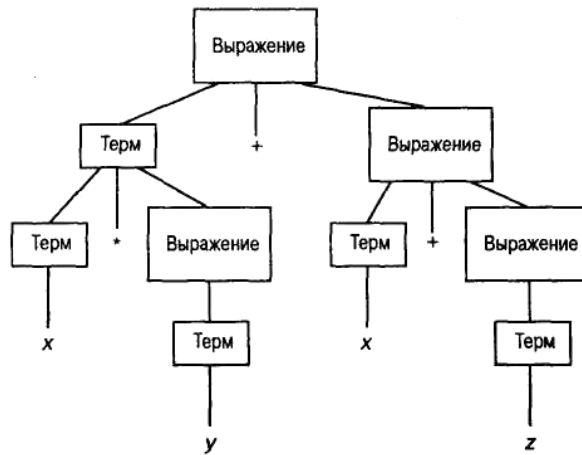 Выражение
Терм + Выражение
Терм * Выражение Терм + Выражение
x Терм x Терм
y z